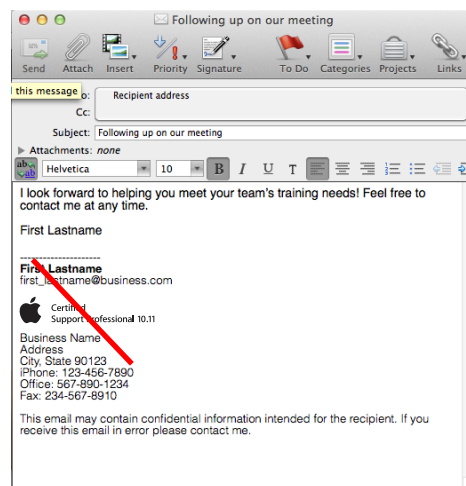 Following up on our meeting
Send Attach Insert Priority Signature To Do Categories Projects Links
this message o: Recipient address
Cc:
Subject: Following up on our meeting
Attachments: none
Helvetica 10 B I U T
I look forward to helping you meet your team's training needs! Feel free to
contact me at any time.
First Lastname
--------------------
First Lastname
first_lastname@business.com
Certified
Support Professional 10.11
Business Name
Address
City, State 90123
iPhone: 123-456-7890
Office: 567-890-1234
Fax: 234-567-8910
This email may contain confidential information intended for the recipient. If you
receive this email in error please contact me.